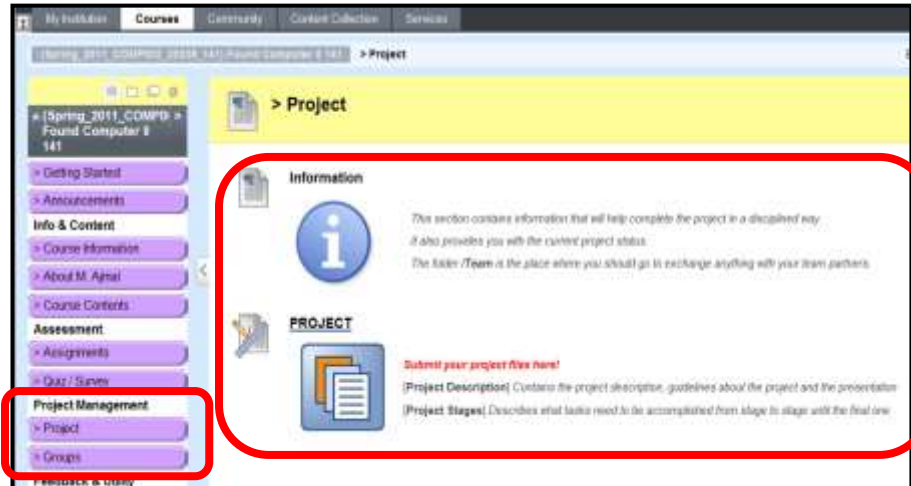 My Institution Courses Community Content Collection Services
> Project
> Project
[Spring_2011_COMPD
Found Computer II
141
> Getting Started
> Announcements
Info & Content
> Course Information
> About M. Ajmal
> Course Contents
Assessment
> Assignments
> Quiz / Survey
Project Management
> Project
> Groups
Feedback & Utility
Information
This section contains information that will help complete the project in a disciplined way.
It also provides you with the current project status.
The folder /Team is the place where you should go to exchange anything with your team partners.
PROJECT
Submit your project files here!
[Project Description] Contains the project description, guidelines about the project and the presentation
[Project Stages] Describes what tasks need to be accomplished from stage to stage until the final one